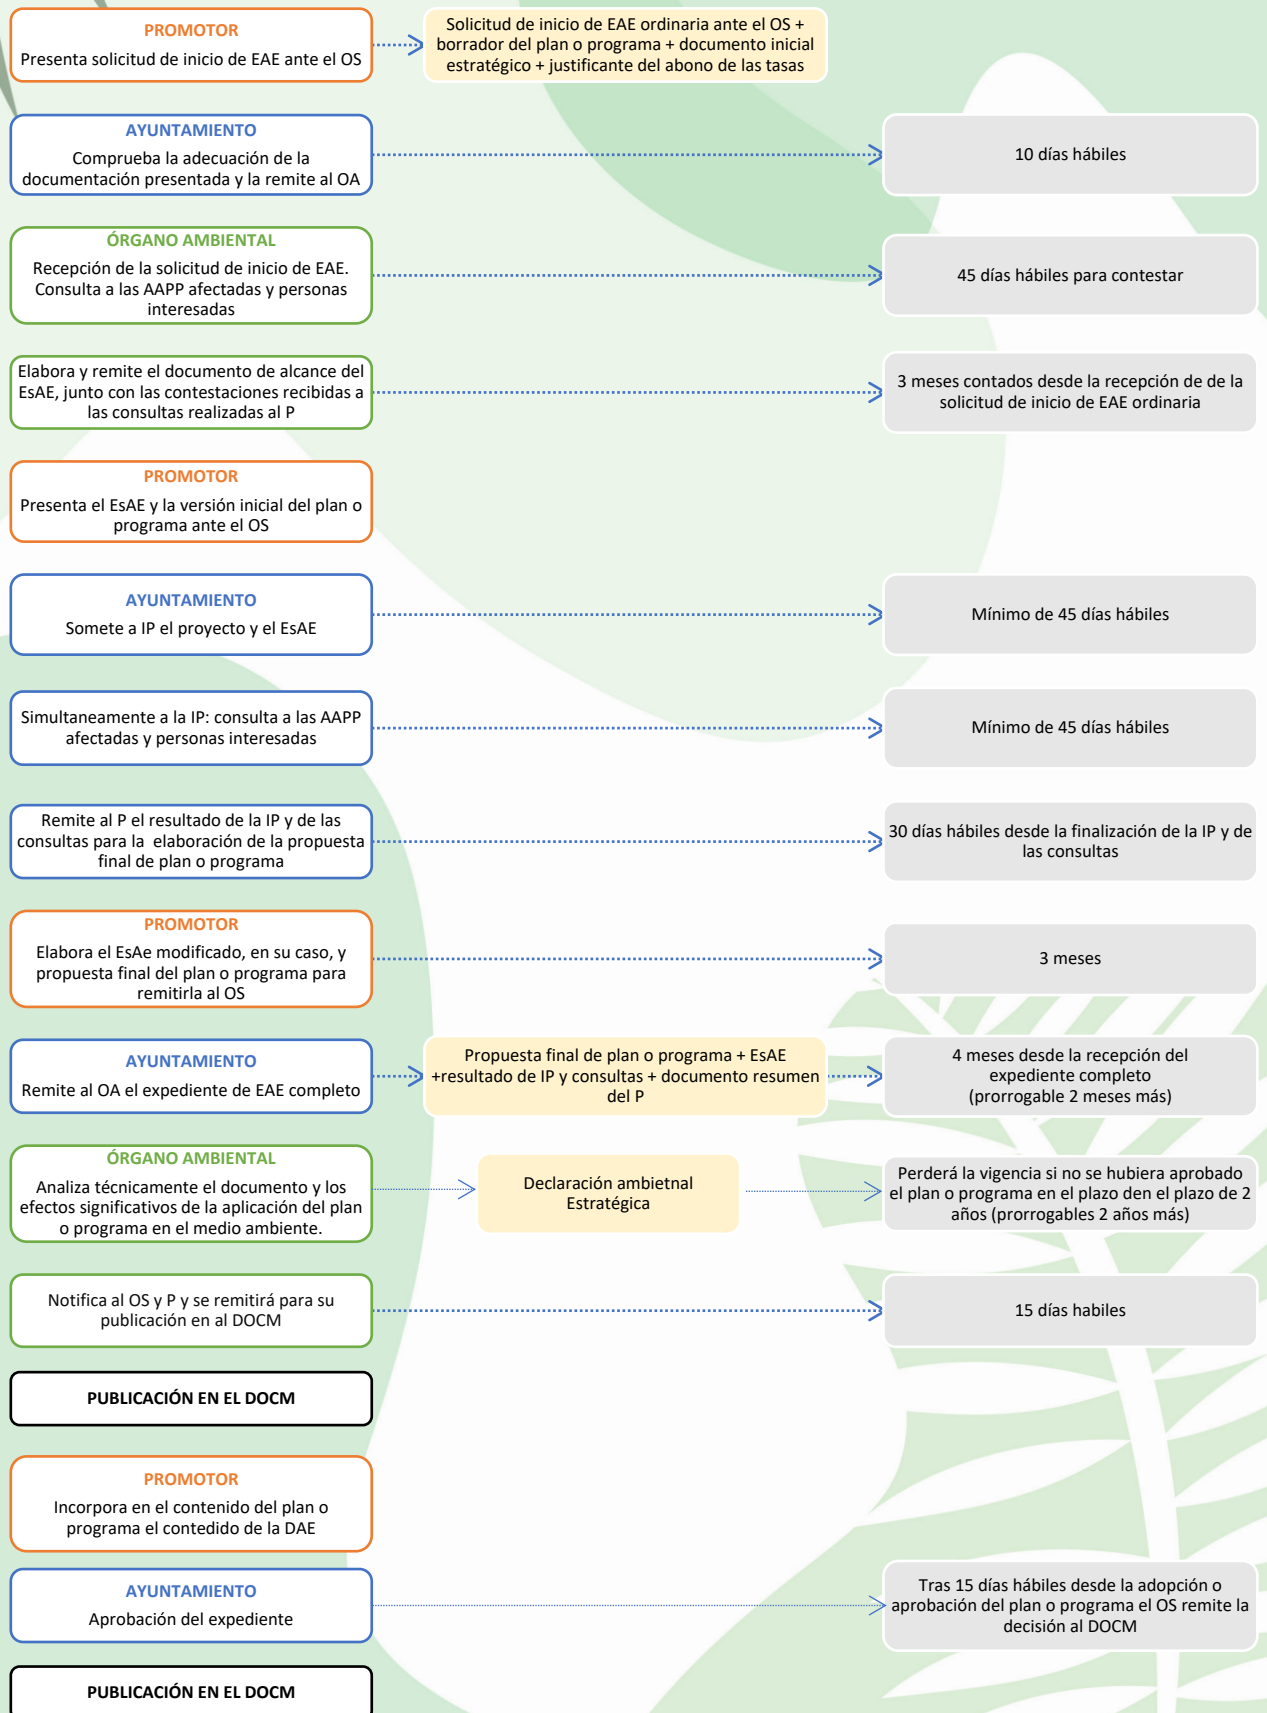 PROMOTOR
Presenta solicitud de inicio de EAE ante el OS
Solicitud de inicio de EAE ordinaria ante el OS +
borrador del plan o programa + documento inicial
estratégico + justificante del abono de las tasas
AYUNTAMIENTO
Comprueba la adecuación de la
documentación presentada y la remite al OA
10 días hábiles
ÓRGANO AMBIENTAL
Recepción de la solicitud de inicio de EAE.
Consulta a las AAPP afectadas y personas
interesadas
45 días hábiles para contestar
Elabora y remite el documento de alcance del
EsAE, junto con las contestaciones recibidas a
las consultas realizadas al P
3 meses contados desde la recepción de de la
solicitud de inicio de EAE ordinaria
PROMOTOR
Presenta el EsAE y la versión inicial del plan o
programa ante el OS
AYUNTAMIENTO
Somete a IP el proyecto y el EsAE
Mínimo de 45 días hábiles
Simultaneamente a la IP: consulta a las AAPP
afectadas y personas interesadas
Mínimo de 45 días hábiles
Remite al P el resultado de la IP y de las
consultas para la elaboración de la propuesta
final de plan o programa
30 días hábiles desde la finalización de la IP y de
las consultas
PROMOTOR
Elabora el EsAe modificado, en su caso, y
propuesta final del plan o programa para
remitirla al OS
3 meses
AYUNTAMIENTO
Remite al OA el expediente de EAE completo
Propuesta final de plan o programa + EsAE
+resultado de IP y consultas + documento resumen
del P
4 meses desde la recepción del
expediente completo
(prorrogable 2 meses más)
ÓRGANO AMBIENTAL
Analiza técnicamente el documento y los
efectos significativos de la aplicación del plan
o programa en el medio ambiente.
Declaración ambietnal
Estratégica
Perderá la vigencia si no se hubiera aprobado
el plan o programa en el plazo den el plazo de 2
años (prorrogables 2 años más)
Notifica al OS y P y se remitirá para su
publicación en al DOCM
15 días habiles
PUBLICACIÓN EN EL DOCM
PROMOTOR
Incorpora en el contenido del plan o
programa el contedido de la DAE
AYUNTAMIENTO
Aprobación del expediente
Tras 15 días hábiles desde la adopción o
aprobación del plan o programa el OS remite la
decisión al DOCM
PUBLICACIÓN EN EL DOCM